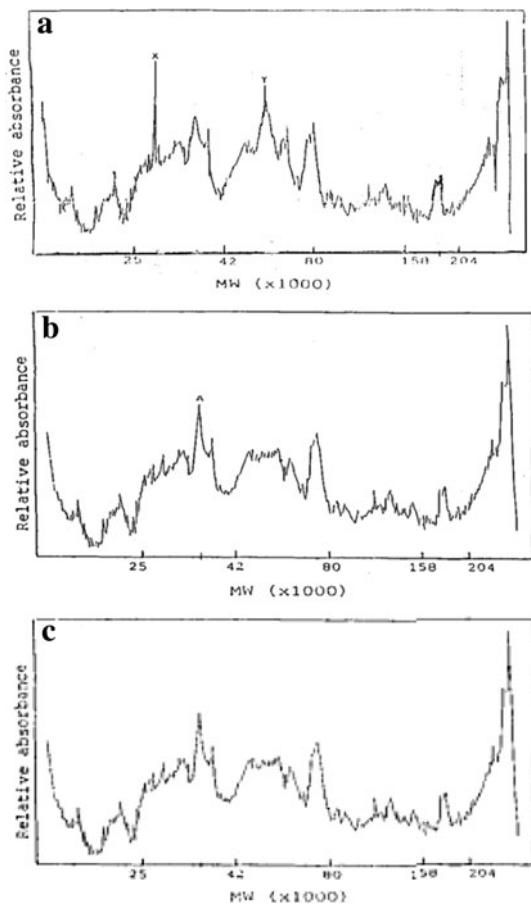 a
X Y
Relative absorbance
25 42 80 158 204
MW (x1000)
b
A
Relative absorbance
25 42 80 158 204
MW (x1000)
c
Relative absorbance
25 42 80 158 204
MW (x1000)